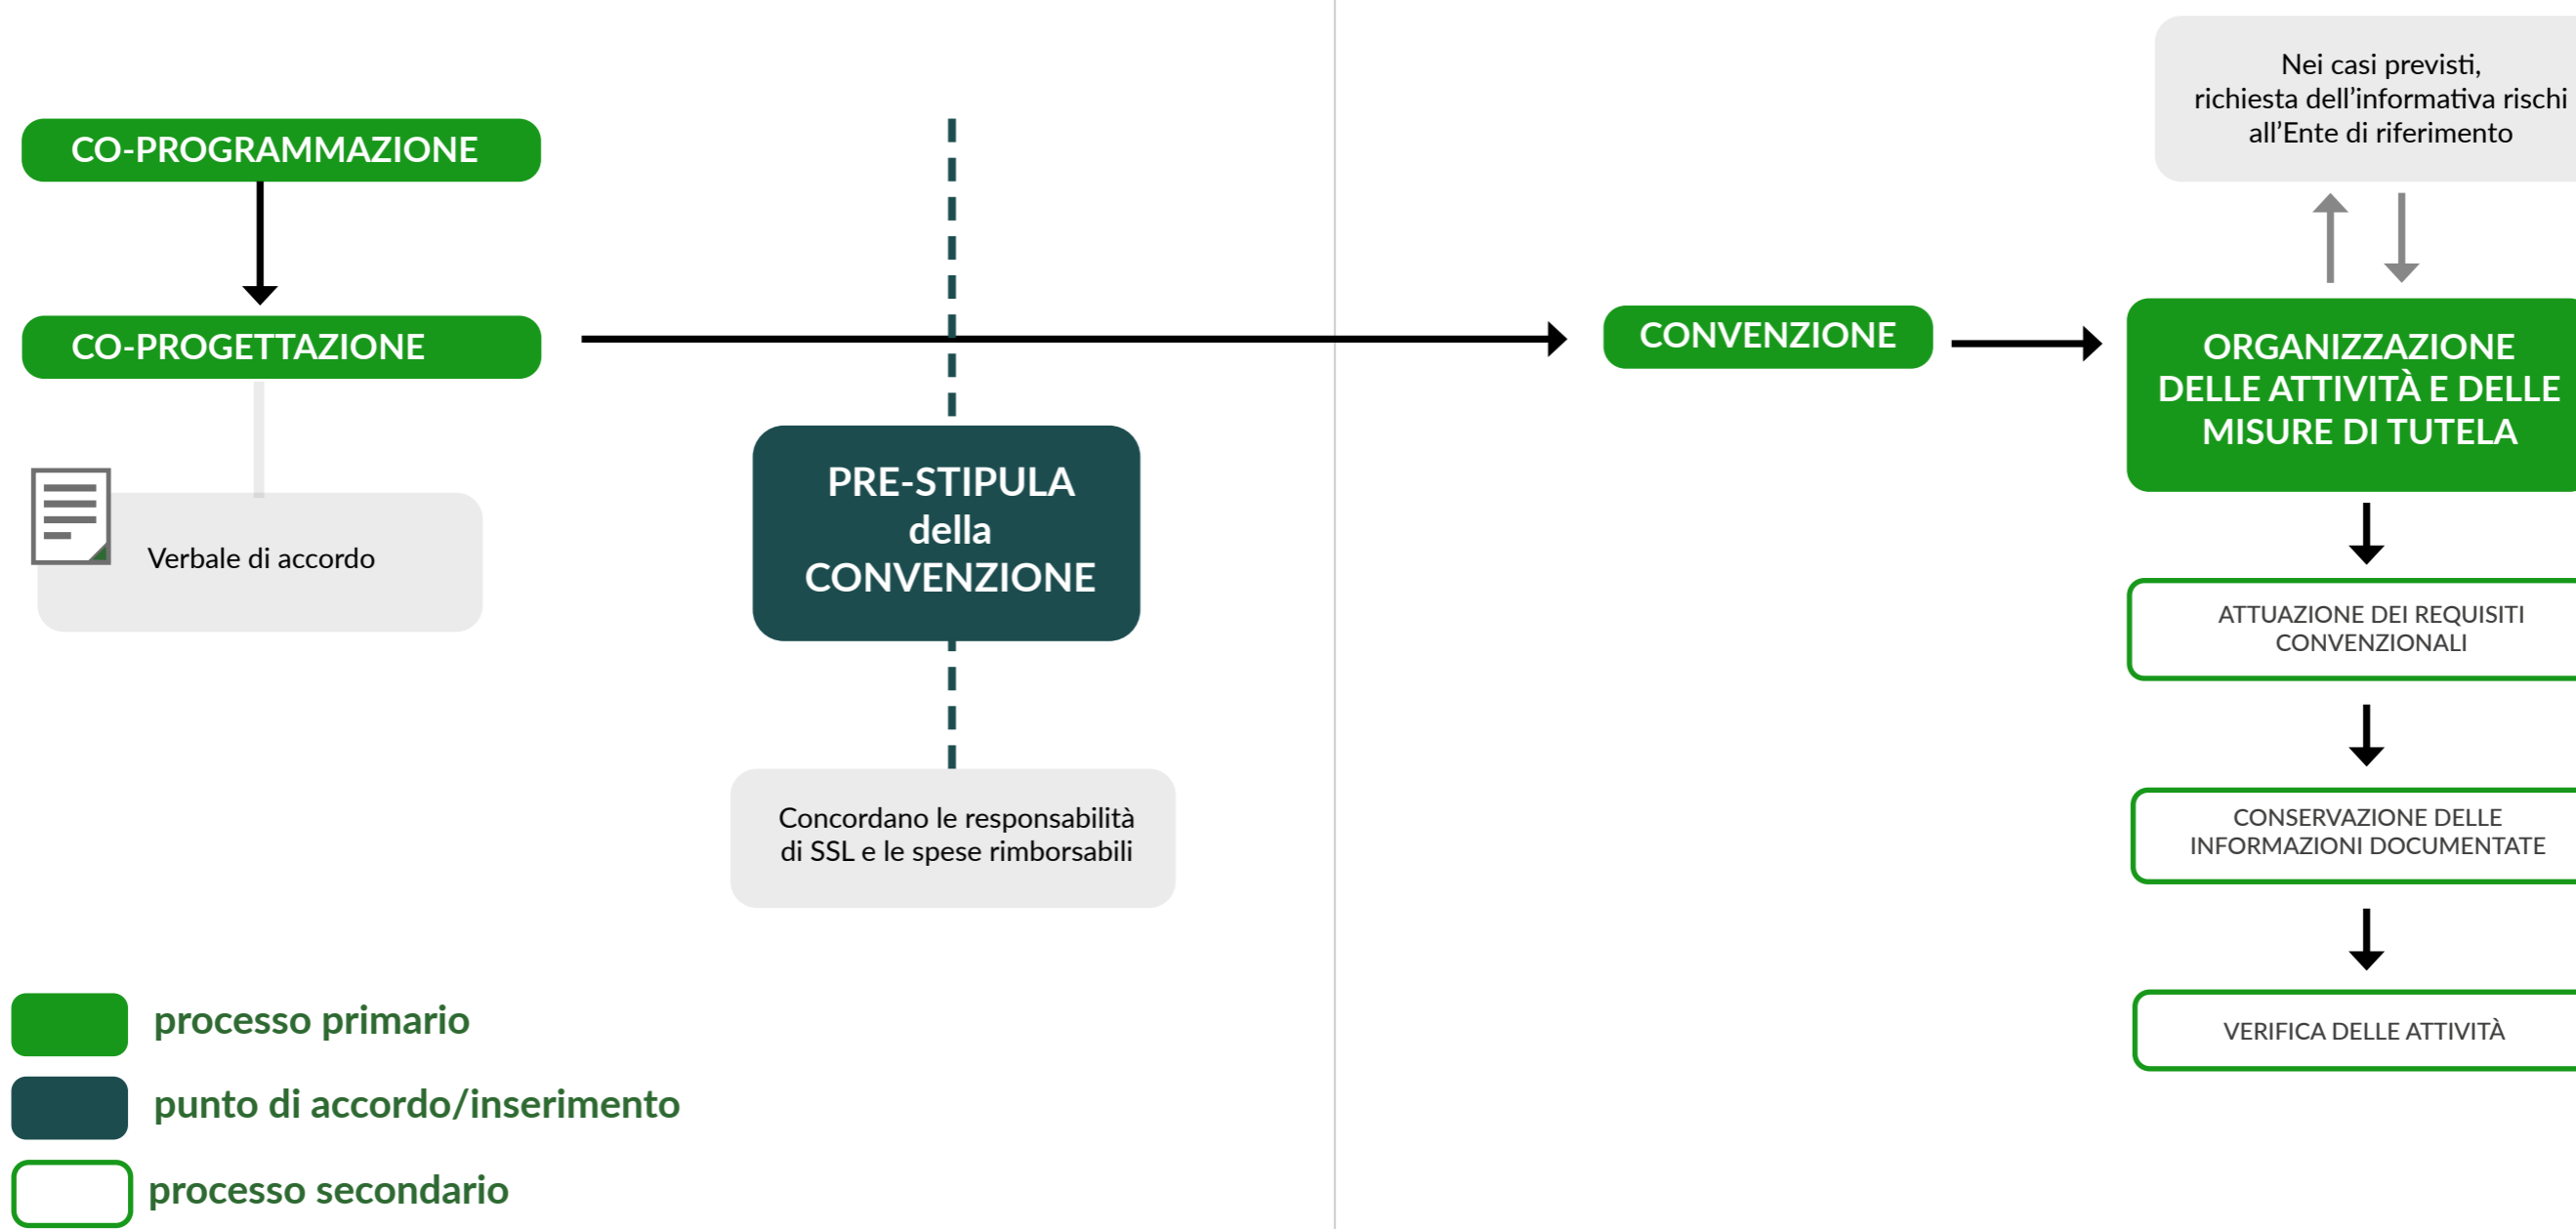 CO-PROGRAMMAZIONE
CO-PROGETTAZIONE
Verbale di accordo
PRE-STIPULA
della
CONVENZIONE
Concordano le responsabilità
di SSL e le spese rimborsabili
CONVENZIONE
Nei casi previsti,
richiesta dell’informativa rischi
all’Ente di riferimento
ORGANIZZAZIONE
DELLE ATTIVITÀ E DELLE
MISURE DI TUTELA
ATTUAZIONE DEI REQUISITI
CONVENZIONALI
CONSERVAZIONE DELLE
INFORMAZIONI DOCUMENTATE
VERIFICA DELLE ATTIVITÀ
processo primario
punto di accordo/inserimento
processo secondario